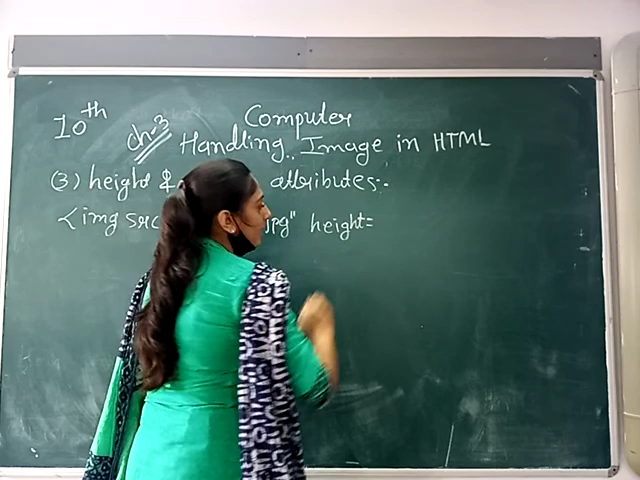 10th Computer
Ch-3 Handling Image in HTML
(3) height & attributes:-
<img src jpg" height=